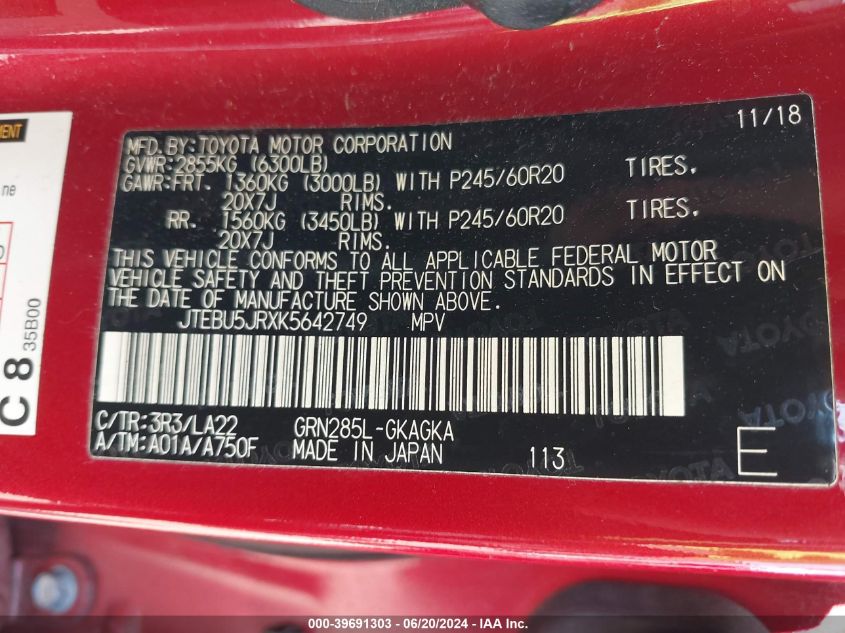 11/18
MFD.BY:TOYOTA MOTOR CORPORATION
GVWR:2855KG (6300LB)
GAWR:FRT. 1360KG (3000LB) WITH P245/60R20 TIRES,
20X7J RIMS.
RR. 1560KG (3450LB) WITH P245/60R20 TIRES,
20X7J RIMS.
THIS VEHICLE CONFORMS TO ALL APPLICABLE FEDERAL MOTOR
VEHICLE SAFETY AND THEFT PREVENTION STANDARDS IN EFFECT ON
THE DATE OF MANUFACTURE SHOWN ABOVE.
JTEBU5JRXK5642749 MPV
C/TR:3R3/LA22 GRN285L-GKAGKA
A/TM:A01A/A750F MADE IN JAPAN 113 E
ne
C 8 35B00
000-39691303 - 06/20/2024 - IAAI, Inc.